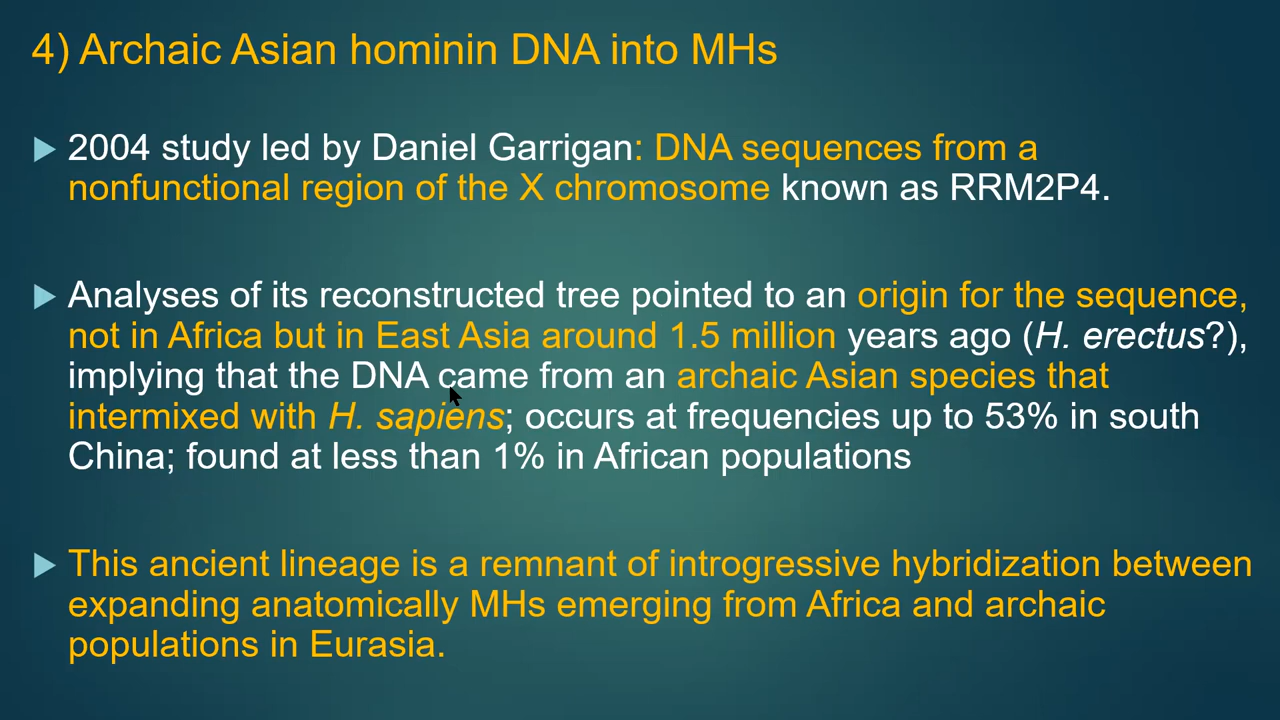 4) Archaic Asian hominin DNA into MHs
2004 study led by Daniel Garrigan: DNA sequences from a
nonfunctional region of the X chromosome known as RRM2P4.
Analyses of its reconstructed tree pointed to an origin for the sequence,
not in Africa but in East Asia around 1.5 million years ago (H. erectus?),
implying that the DNA came from an archaic Asian species that
intermixed with H. sapiens; occurs at frequencies up to 53% in south
China; found at less than 1% in African populations
This ancient lineage is a remnant of introgressive hybridization between
expanding anatomically MHs emerging from Africa and archaic
populations in Eurasia.